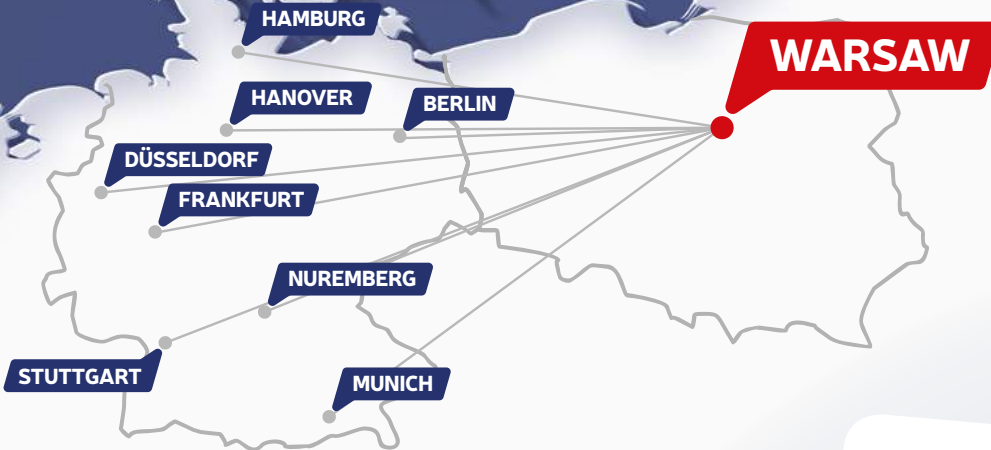 HAMBURG
WARSAW
HANOVER
BERLIN
DÜSSELDORF
FRANKFURT
NUREMBERG
STUTTGART
MUNICH